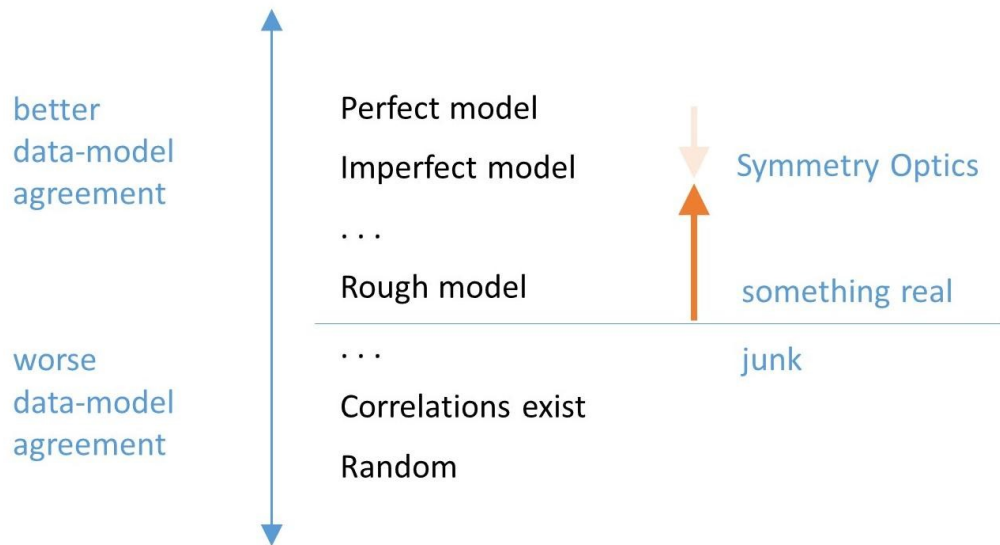 better
data-model
agreement
Perfect model
Imperfect model
Symmetry Optics
. . .
Rough model
something real
worse
data-model
agreement
. . .
junk
Correlations exist
Random